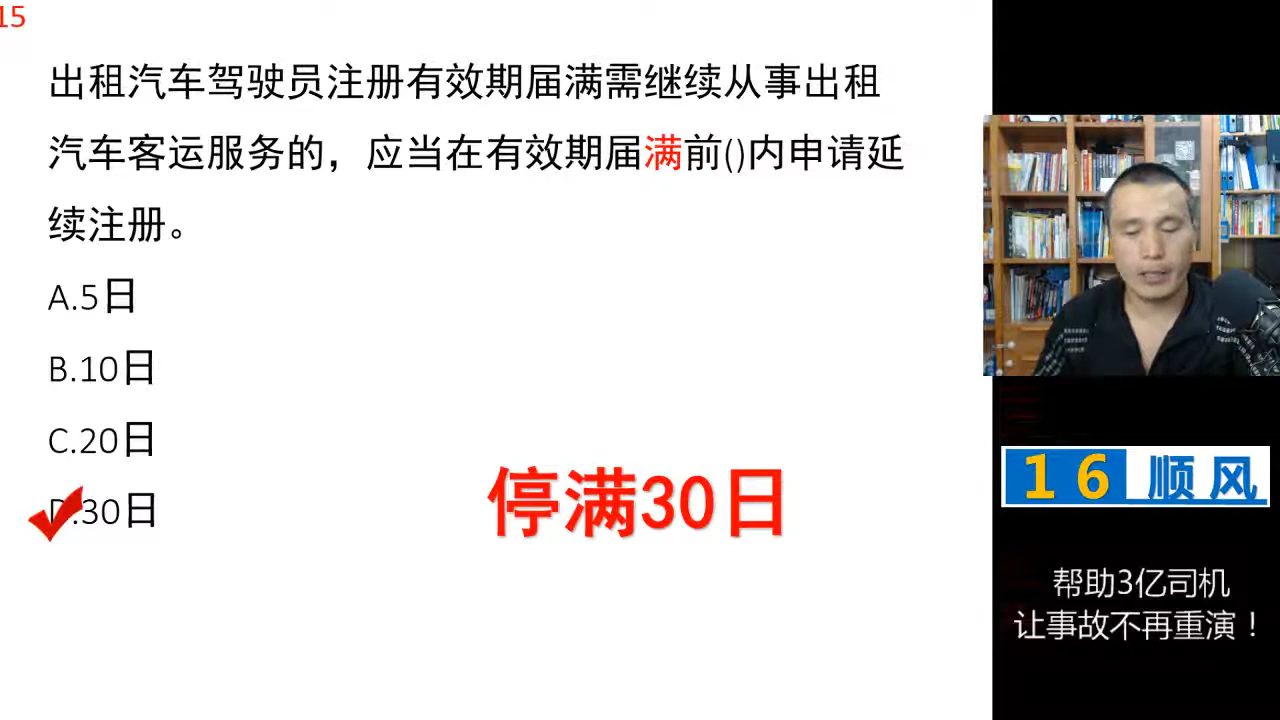 15
出租汽车驾驶员注册有效期届满需继续从事出租
汽车客运服务的，应当在有效期届满前()内申请延
续注册。
A.5日
B.10日
C.20日
D.30日
停满30日
16 顺风
帮助3亿司机
让事故不再重演！